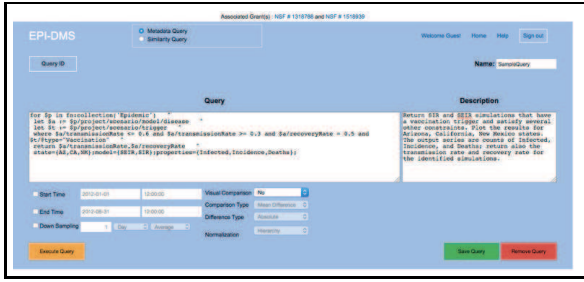 Associated Grant(s) : NSF # 1318788 and NSF # 1518939
EPI-DMS
Metadata Query
Similarity Query
Welcome Guest Home Help Sign out
Query ID
Name: SampleQuery
Query
Description
for $p in fn:collection('Epidemic');
let $a := $p/project/scenario/model/disease
let $t := $p/project/scenario/trigger
where $a/transmissionRate <= 0.6 and $a/transmissionRate >= 0.3 and $a/recoveryRate = 0.5 and
$t/@type="Vaccination"
return $a/transmissionRate,$a/recoveryRate
state={AZ,CA,NM};model={SEIR,SIR};properties={Infected,Incidence,Deaths};
Return SIR and SEIR simulations that have
a vaccination trigger and satisfy several
other constraints. Plot the results for
Arizona, California, New Mexico states.
The output series are counts of Infected,
Incidence, and Deaths; return also the
transmission rate and recovery rate for
the identified simulations.
Start Time 2012-01-01 12:00:00
End Time 2012-08-31
Down Sampling 1 Day Average
Visual Comparison No
Comparison Type Mean Difference
Difference Type Absolute
Normalization Hierarchy
Execute Query
Save Query
Remove Query